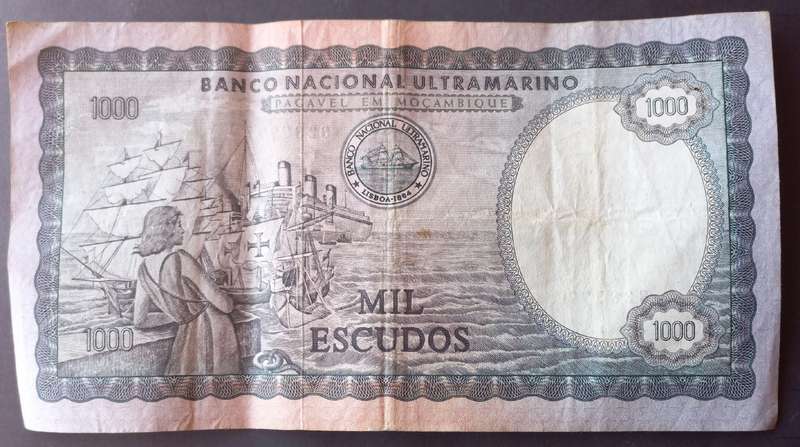 BANCO NACIONAL ULTRAMARINO
PAGAVEL EM MOÇAMBIQUE
1000
1000
BANCO NACIONAL ULTRAMARINO
LISBOA-1864
MIL
ESCUDOS
1000
1000